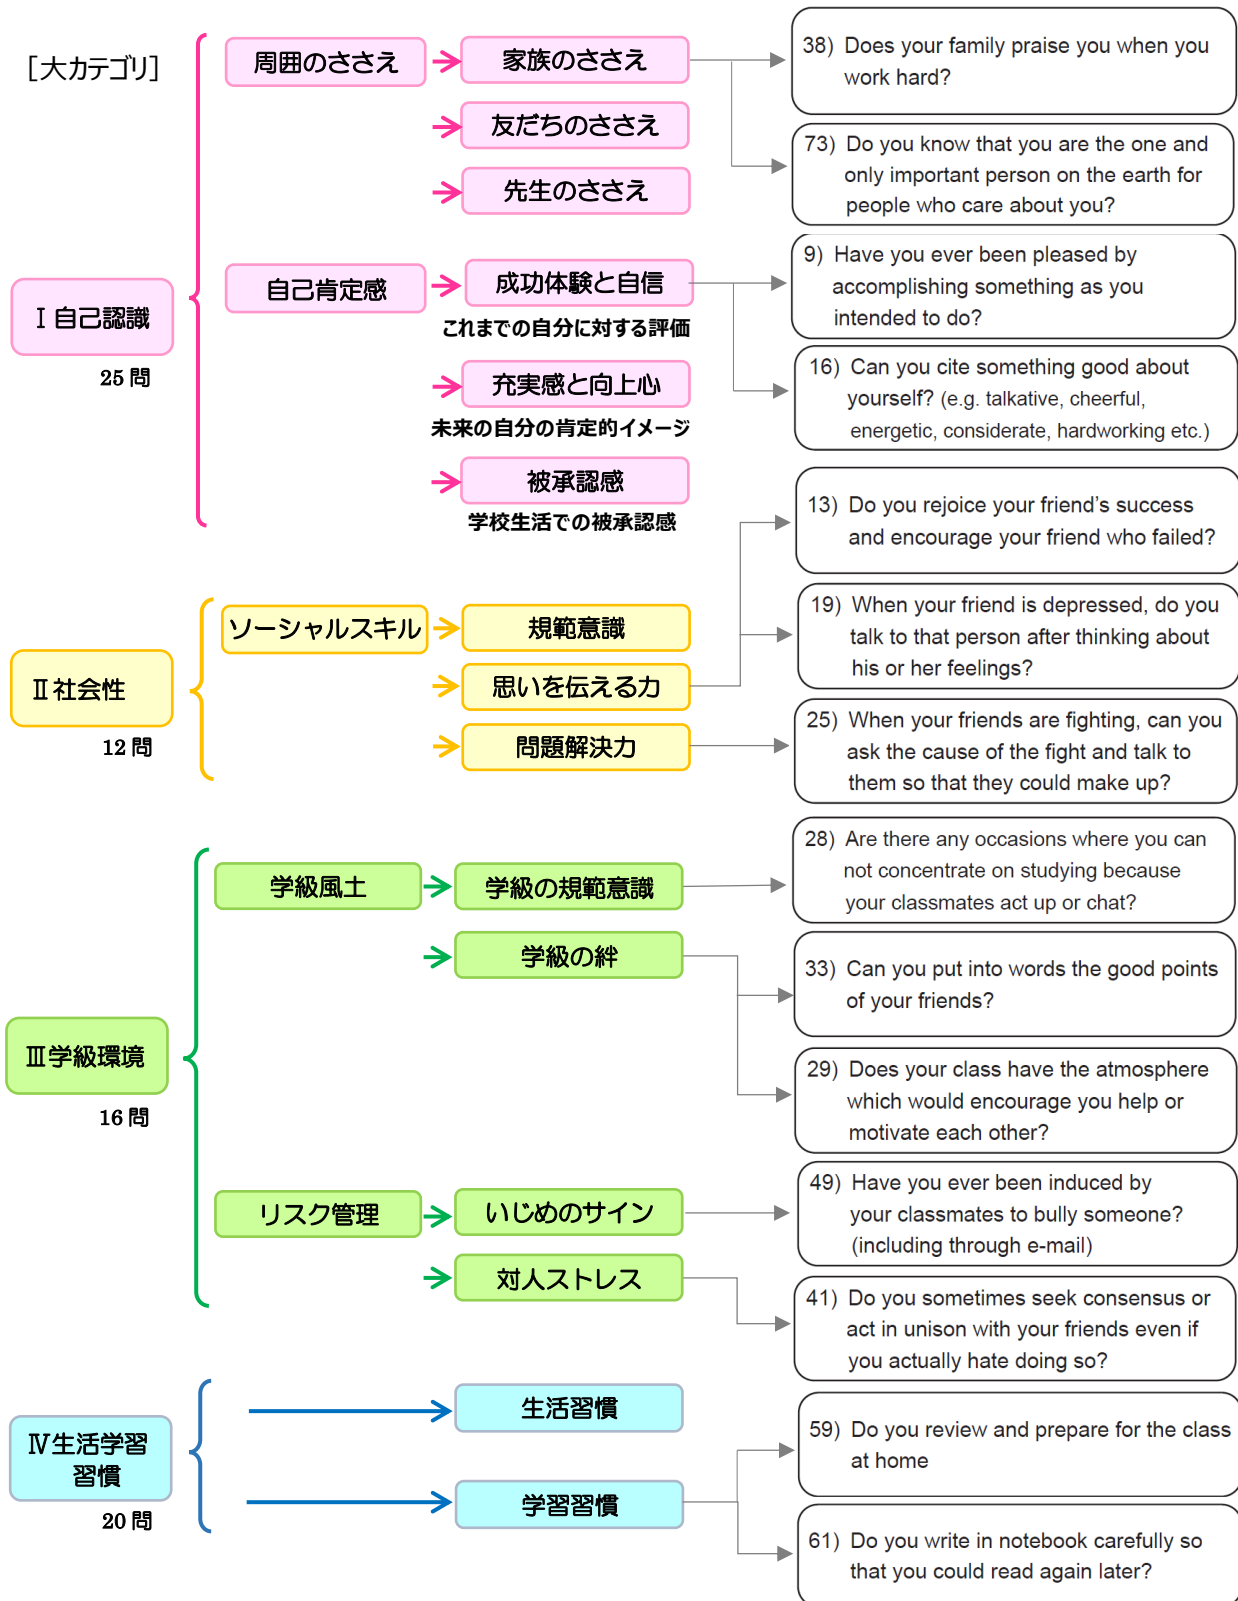 [大カテゴリ]
周囲のささえ
家族のささえ
38) Does your family praise you when you
work hard?
友だちのささえ
73) Do you know that you are the one and
only important person on the earth for
people who care about you?
先生のささえ
Ⅰ自己認識
25問
自己肯定感
成功体験と自信
これまでの自分に対する評価
9) Have you ever been pleased by
accomplishing something as you
intended to do?
充実感と向上心
未来の自分の肯定的イメージ
16) Can you cite something good about
yourself? (e.g. talkative, cheerful,
energetic, considerate, hardworking etc.)
被承認感
学校生活での被承認感
13) Do you rejoice your friend's success
and encourage your friend who failed?
Ⅱ社会性
12問
ソーシャルスキル
規範意識
19) When your friend is depressed, do you
talk to that person after thinking about
his or her feelings?
思いを伝える力
問題解決力
25) When your friends are fighting, can you
ask the cause of the fight and talk to
them so that they could make up?
Ⅲ学級環境
16問
学級風土
学級の規範意識
28) Are there any occasions where you can
not concentrate on studying because
your classmates act up or chat?
学級の絆
33) Can you put into words the good points
of your friends?
29) Does your class have the atmosphere
which would encourage you help or
motivate each other?
リスク管理
いじめのサイン
49) Have you ever been induced by
your classmates to bully someone?
(including through e-mail)
対人ストレス
41) Do you sometimes seek consensus or
act in unison with your friends even if
you actually hate doing so?
Ⅳ生活学習
習慣
20問
生活習慣
59) Do you review and prepare for the class
at home
学習習慣
61) Do you write in notebook carefully so
that you could read again later?